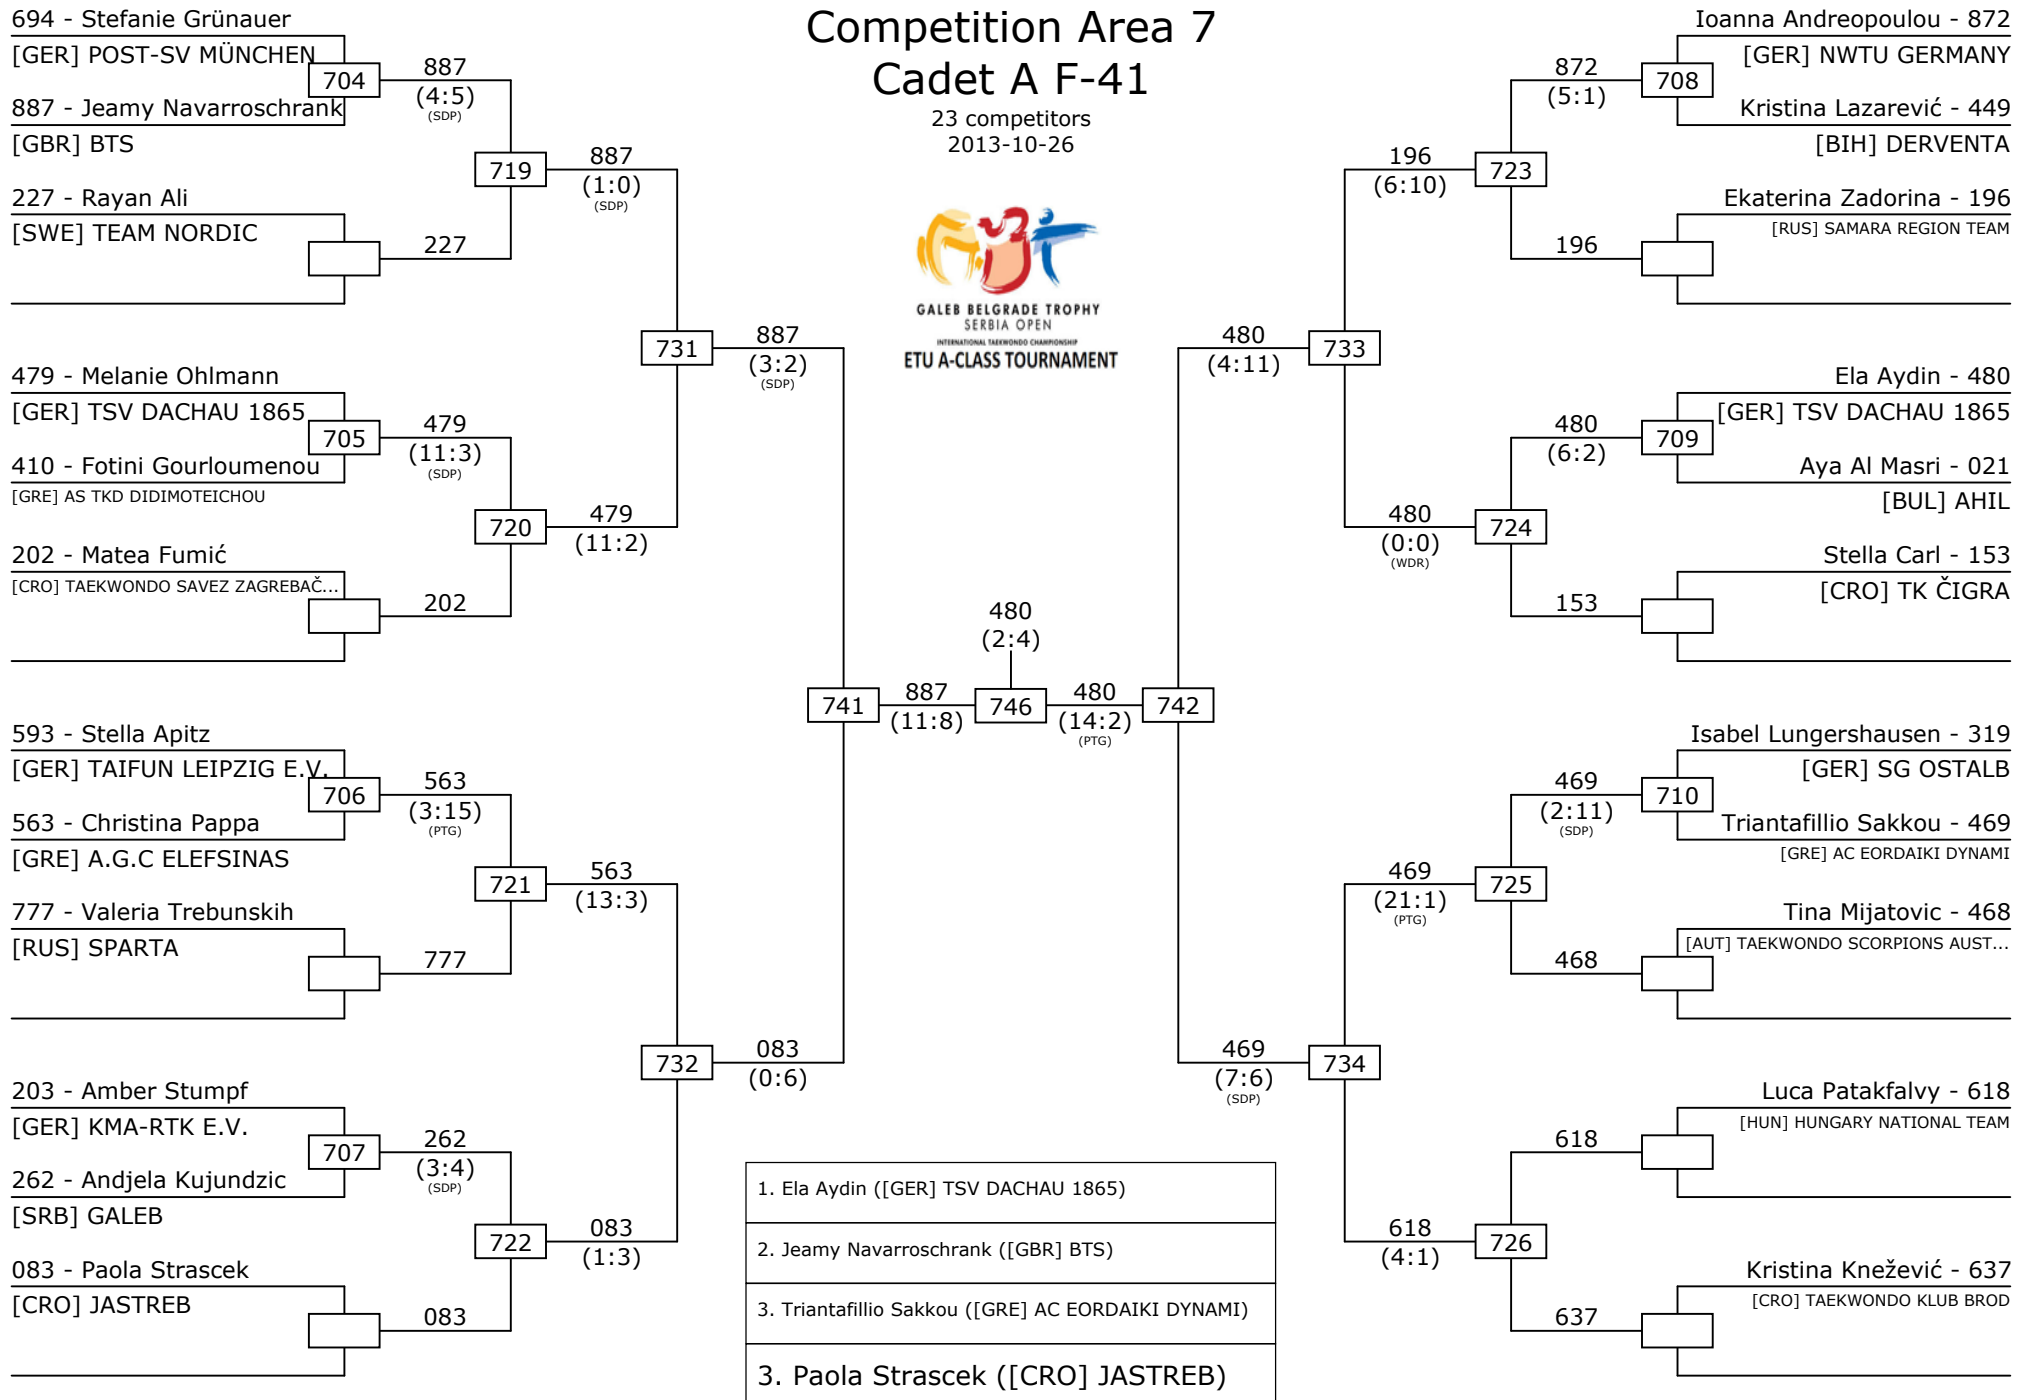 Competition Area 7
Cadet A F-41
23 competitors
2013-10-26
GALEB BELGRADE TROPHY
SERBIA OPEN
INTERNATIONAL TAEKWONDO CHAMPIONSHIP
ETU A-CLASS TOURNAMENT
694 - Stefanie Grünauer
[GER] POST-SV MÜNCHEN
704
887
(4:5)
(SDP)
887 - Jeamy Navarroschrank
[GBR] BTS
719
887
(1:0)
(SDP)
227 - Rayan Ali
[SWE] TEAM NORDIC
227
731
887
(3:2)
(SDP)
479 - Melanie Ohlmann
[GER] TSV DACHAU 1865
705
479
(11:3)
(SDP)
410 - Fotini Gourloumenou
[GRE] AS TKD DIDIMOTEICHOU
720
479
(11:2)
202 - Matea Fumić
[CRO] TAEKWONDO SAVEZ ZAGREBAČ...
202
741
887
(11:8)
593 - Stella Apitz
[GER] TAIFUN LEIPZIG E.V.
706
563
(3:15)
(PTG)
563 - Christina Pappa
[GRE] A.G.C ELEFSINAS
721
563
(13:3)
777 - Valeria Trebunskih
[RUS] SPARTA
777
732
083
(0:6)
203 - Amber Stumpf
[GER] KMA-RTK E.V.
707
262
(3:4)
(SDP)
262 - Andjela Kujundzic
[SRB] GALEB
722
083
(1:3)
083 - Paola Strascek
[CRO] JASTREB
083
480
(2:4)
746
480
(14:2)
(PTG)
742
Ioanna Andreopoulou - 872
[GER] NWTU GERMANY
872
(5:1)
708
Kristina Lazarević - 449
[BIH] DERVENTA
196
(6:10)
723
Ekaterina Zadorina - 196
[RUS] SAMARA REGION TEAM
196
480
(4:11)
733
Ela Aydin - 480
[GER] TSV DACHAU 1865
480
(6:2)
709
Aya Al Masri - 021
[BUL] AHIL
480
(0:0)
(WDR)
724
Stella Carl - 153
[CRO] TK ČIGRA
153
Isabel Lungershausen - 319
[GER] SG OSTALB
469
(2:11)
(SDP)
710
Triantafillio Sakkou - 469
[GRE] AC EORDAIKI DYNAMI
469
(21:1)
(PTG)
725
Tina Mijatovic - 468
[AUT] TAEKWONDO SCORPIONS AUST...
468
469
(7:6)
(SDP)
734
Luca Patakfalvy - 618
[HUN] HUNGARY NATIONAL TEAM
618
618
(4:1)
726
Kristina Knežević - 637
[CRO] TAEKWONDO KLUB BROD
637
1. Ela Aydin ([GER] TSV DACHAU 1865)
2. Jeamy Navarroschrank ([GBR] BTS)
3. Triantafillio Sakkou ([GRE] AC EORDAIKI DYNAMI)
3. Paola Strascek ([CRO] JASTREB)